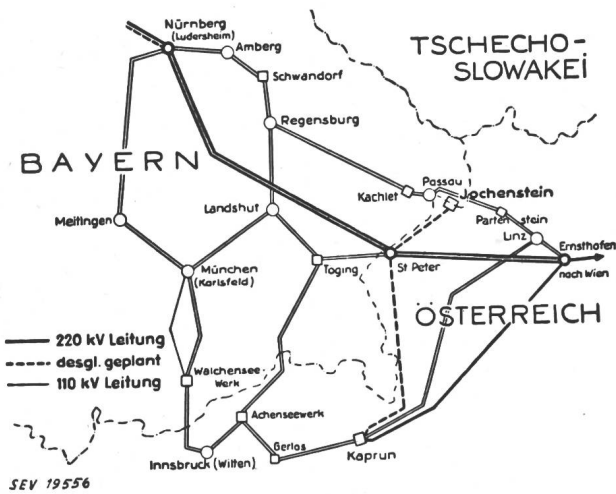 Nürnberg
(Ludersheim)
Amberg
Schwandorf
TSCHECHO-
SLOWAKEI
Regensburg
BAYERN
Passau
Kachlet
Jochenstein
Meitingen
Landshut
Partenstein
Linz
Ernsthofen
nach Wien
München
(Karlsfeld)
Töging
St Peter
ÖSTERREICH
220 kV Leitung
desgl. geplant
110 kV Leitung
Walchensee-
Werk
Achenseewerk
Gerlos
Kaprun
Innsbruck (Wilten)
SEV 19556